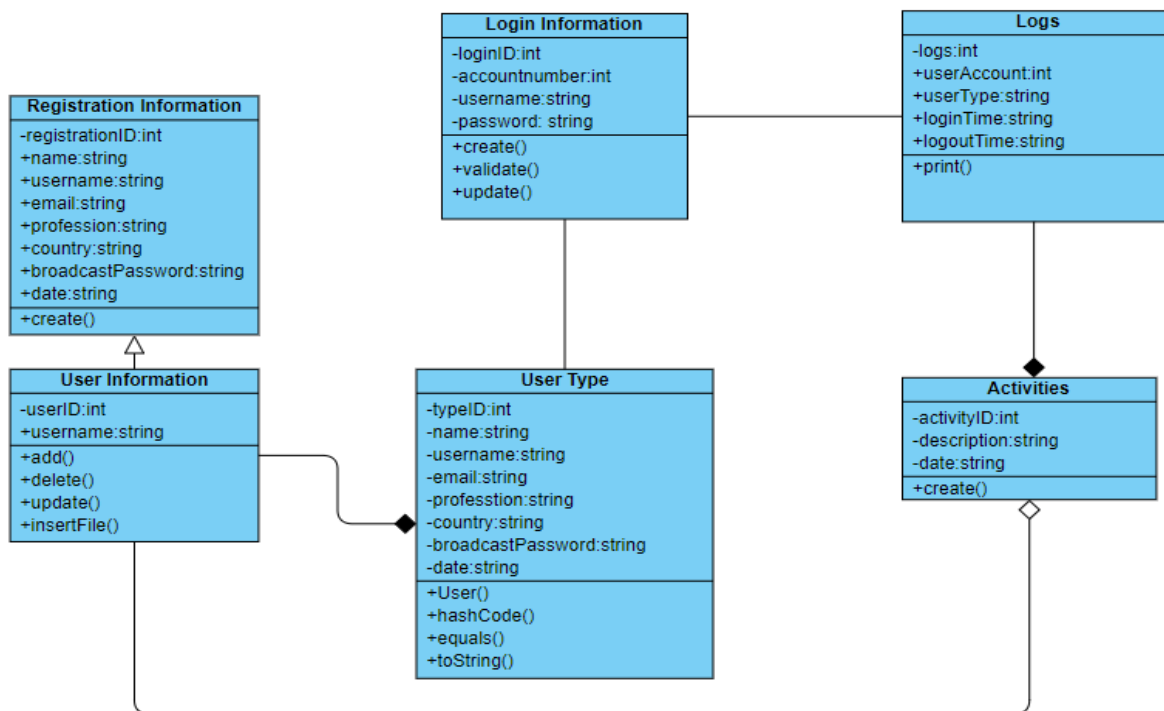 Login Information
-loginID:int
-accountnumber:int
-username:string
-password: string
+create()
+validate()
+update()
Logs
-logs:int
+userAccount:int
+userType:string
+loginTime:string
+logoutTime:string
+print()
Registration Information
-registrationID:int
+name:string
+username:string
+email:string
+profession:string
+country:string
+broadcastPassword:string
+date:string
+create()
User Information
-userID:int
+username:string
+add()
+delete()
+update()
+insertFile()
User Type
-typeID:int
-name:string
-username:string
-email:string
-professtion:string
-country:string
-broadcastPassword:string
-date:string
+User()
+hashCode()
+equals()
+toString()
Activities
-activityID:int
-description:string
-date:string
+create()